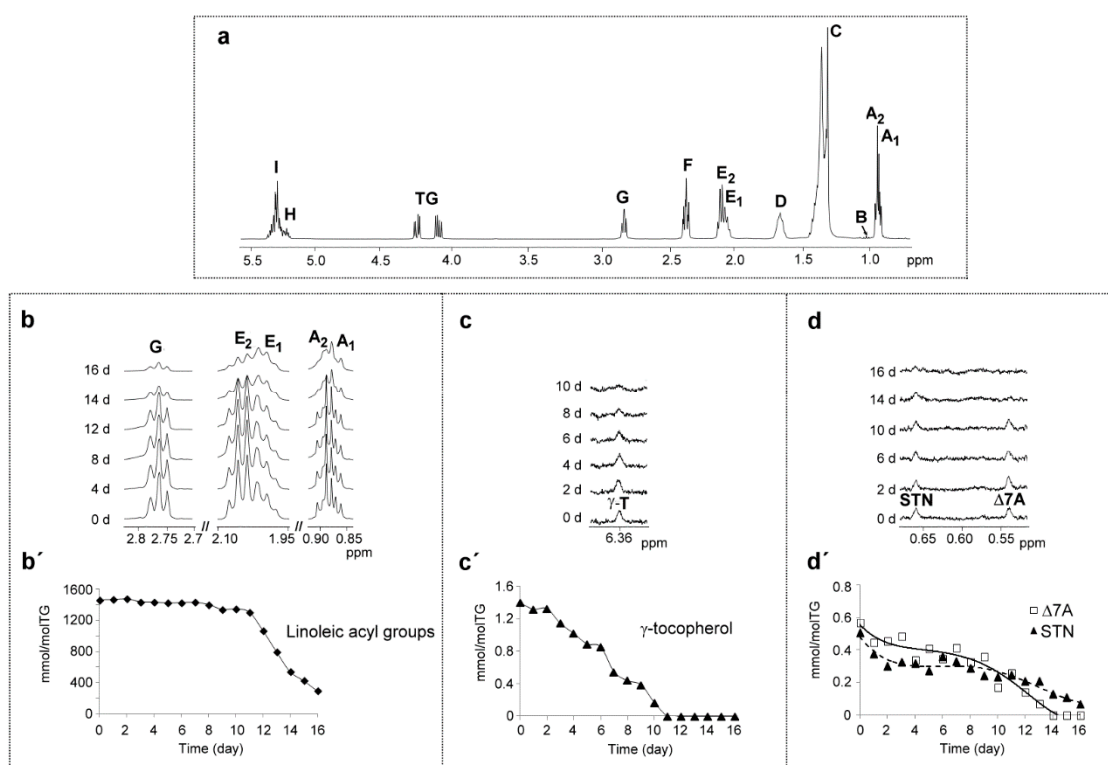 a
C
A2
A1
I
H
TG
G
F
E2
E1
D
B
5.5 5.0 4.5 4.0 3.5 3.0 2.5 2.0 1.5 1.0 ppm
b
G E2 E1 A2 A1
16 d
14 d
12 d
8 d
4 d
0 d
2.8 2.75 2.7 // 2.10 1.95 // 0.90 0.85
ppm
c
10 d
8 d
6 d
4 d
2 d
γ-T
0 d
6.36 ppm
d
16 d
14 d
10 d
6 d
2 d
STN Δ7A
0 d
0.65 0.60 0.54
ppm
b´
mmol/molTG
1600
1200
800
400
0
Linoleic acyl groups
0 2 4 6 8 10 12 14 16
Time (day)
c´
mmol/molTG
1.6
1.2
0.8
0.4
0
γ-tocopherol
0 2 4 6 8 10 12 14 16
Time (day)
d´
mmol/molTG
0.8
0.6
0.4
0.2
0
Δ7A
STN
0 2 4 6 8 10 12 14 16
Time (day)